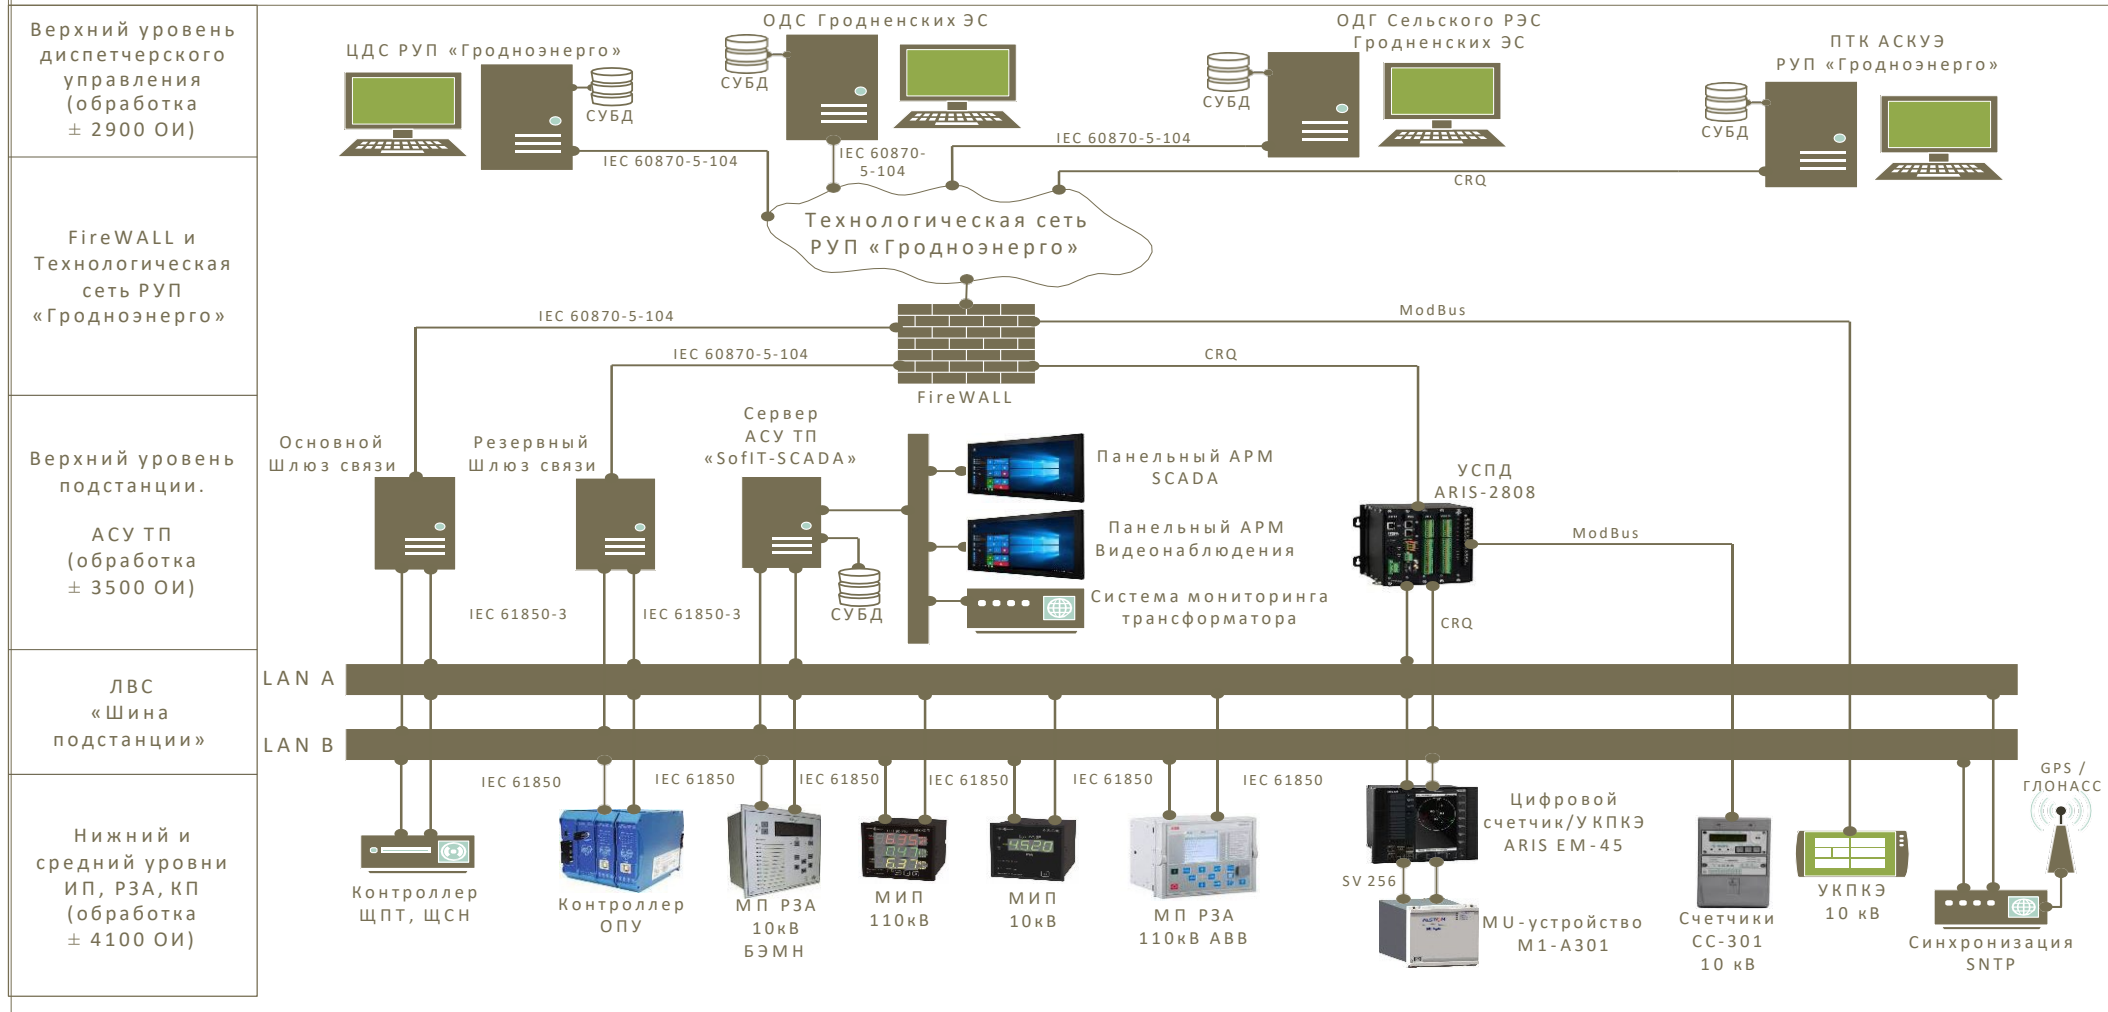 Верхний уровень
диспетчерского
управления
(обработка
± 2900 ОИ)
ЦДС РУП «Гродноэнерго»
СУБД
ОДС Гродненских ЭС
СУБД
ОДГ Сельского РЭС
Гродненских ЭС
СУБД
ПТК АСКУЭ
РУП «Гродноэнерго»
СУБД
IEC 60870-5-104
IEC 60870-
5-104
IEC 60870-5-104
CRQ
FireWALL и
Технологическая
сеть РУП
«Гродноэнерго»
Технологическая сеть
РУП «Гродноэнерго»
IEC 60870-5-104
ModBus
IEC 60870-5-104
CRQ
FireWALL
Верхний уровень
подстанции.
АСУ ТП
(обработка
± 3500 ОИ)
Основной
Шлюз связи
Резервный
Шлюз связи
Сервер
АСУ ТП
«SofIT-SCADA»
СУБД
Панельный АРМ
SCADA
Панельный АРМ
Видеонаблюдения
Система мониторинга
трансформатора
УСПД
ARIS-2808
ModBus
IEC 61850-3
IEC 61850-3
CRQ
ЛВС
«Шина
подстанции»
LAN A
LAN B
Нижний и
средний уровни
ИП, РЗА, КП
(обработка
± 4100 ОИ)
IEC 61850
IEC 61850
IEC 61850
IEC 61850
IEC 61850
IEC 61850
Контроллер
ЩПТ, ЩСН
Контроллер
ОПУ
МП РЗА
10кВ
БЭМН
МИП
110кВ
4520
МИП
10кВ
ABB
МП РЗА
110кВ АВВ
Цифровой
счетчик/УКПКЭ
ARIS EM-45
SV 256
MU-устройство
М1-А301
Счетчики
СС-301
10 кВ
УКПКЭ
10 кВ
GPS /
ГЛОНАСС
Синхронизация
SNTP